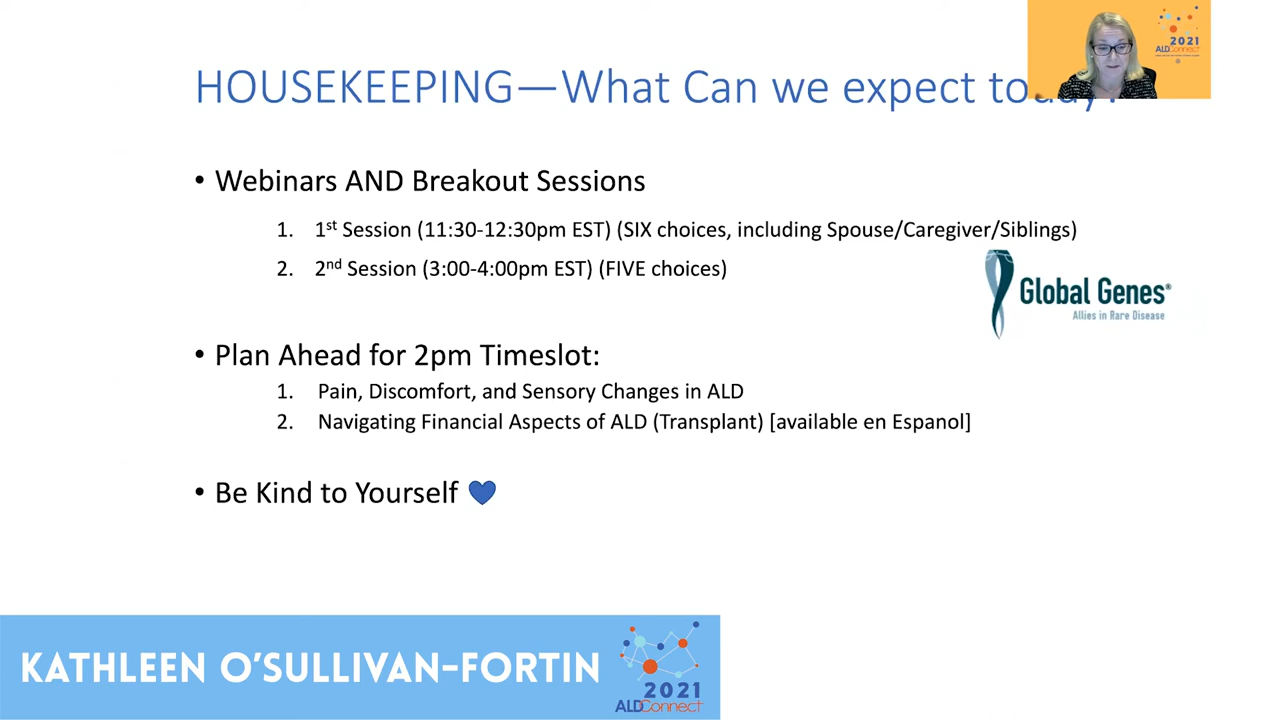 HOUSEKEEPING—What Can we expect today?
2021
ALDConnect
• Webinars AND Breakout Sessions
1. 1st Session (11:30-12:30pm EST) (SIX choices, including Spouse/Caregiver/Siblings)
2. 2nd Session (3:00-4:00pm EST) (FIVE choices)
Global Genes®
Allies in Rare Disease
• Plan Ahead for 2pm Timeslot:
1. Pain, Discomfort, and Sensory Changes in ALD
2. Navigating Financial Aspects of ALD (Transplant) [available en Espanol]
• Be Kind to Yourself 💙
KATHLEEN O'SULLIVAN-FORTIN
2021
ALDConnect